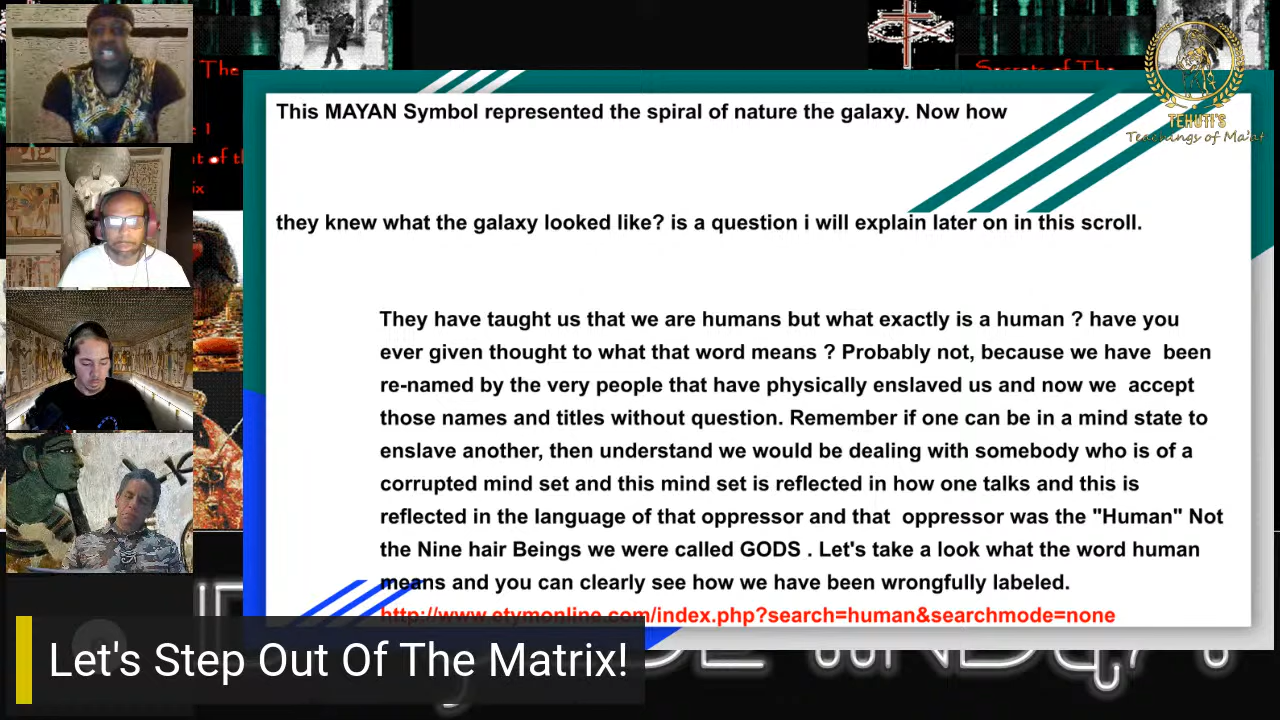 The
Secrets of The
e 1
t of th
ix
TEHUTI'S
Teachings of Ma'at
This MAYAN Symbol represented the spiral of nature the galaxy. Now how
they knew what the galaxy looked like? is a question i will explain later on in this scroll.
They have taught us that we are humans but what exactly is a human ? have you
ever given thought to what that word means ? Probably not, because we have been
re-named by the very people that have physically enslaved us and now we accept
those names and titles without question. Remember if one can be in a mind state to
enslave another, then understand we would be dealing with somebody who is of a
corrupted mind set and this mind set is reflected in how one talks and this is
reflected in the language of that oppressor and that oppressor was the "Human" Not
the Nine hair Beings we were called GODS . Let's take a look what the word human
means and you can clearly see how we have been wrongfully labeled.
http://www.etymonline.com/index.php?search=human&searchmode=none
Let's Step Out Of The Matrix!